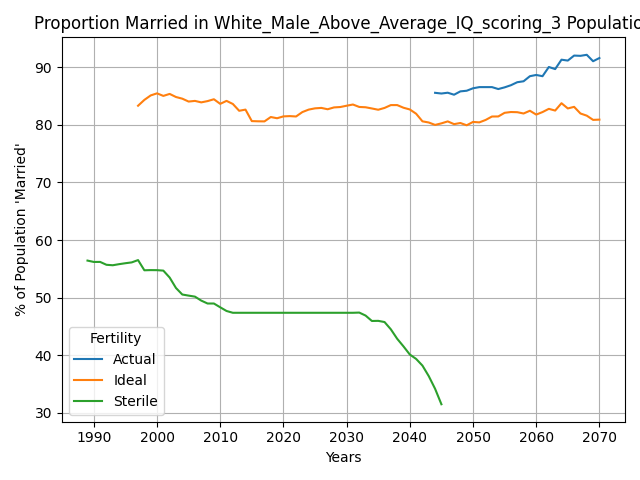 Proportion Married in White_Male_Above_Average_IQ_scoring_3 Populatio
% of Population 'Married'
90
80
70
60
50
40
30
Fertility
Actual
Ideal
Sterile
1990 2000 2010 2020 2030 2040 2050 2060 2070
Years